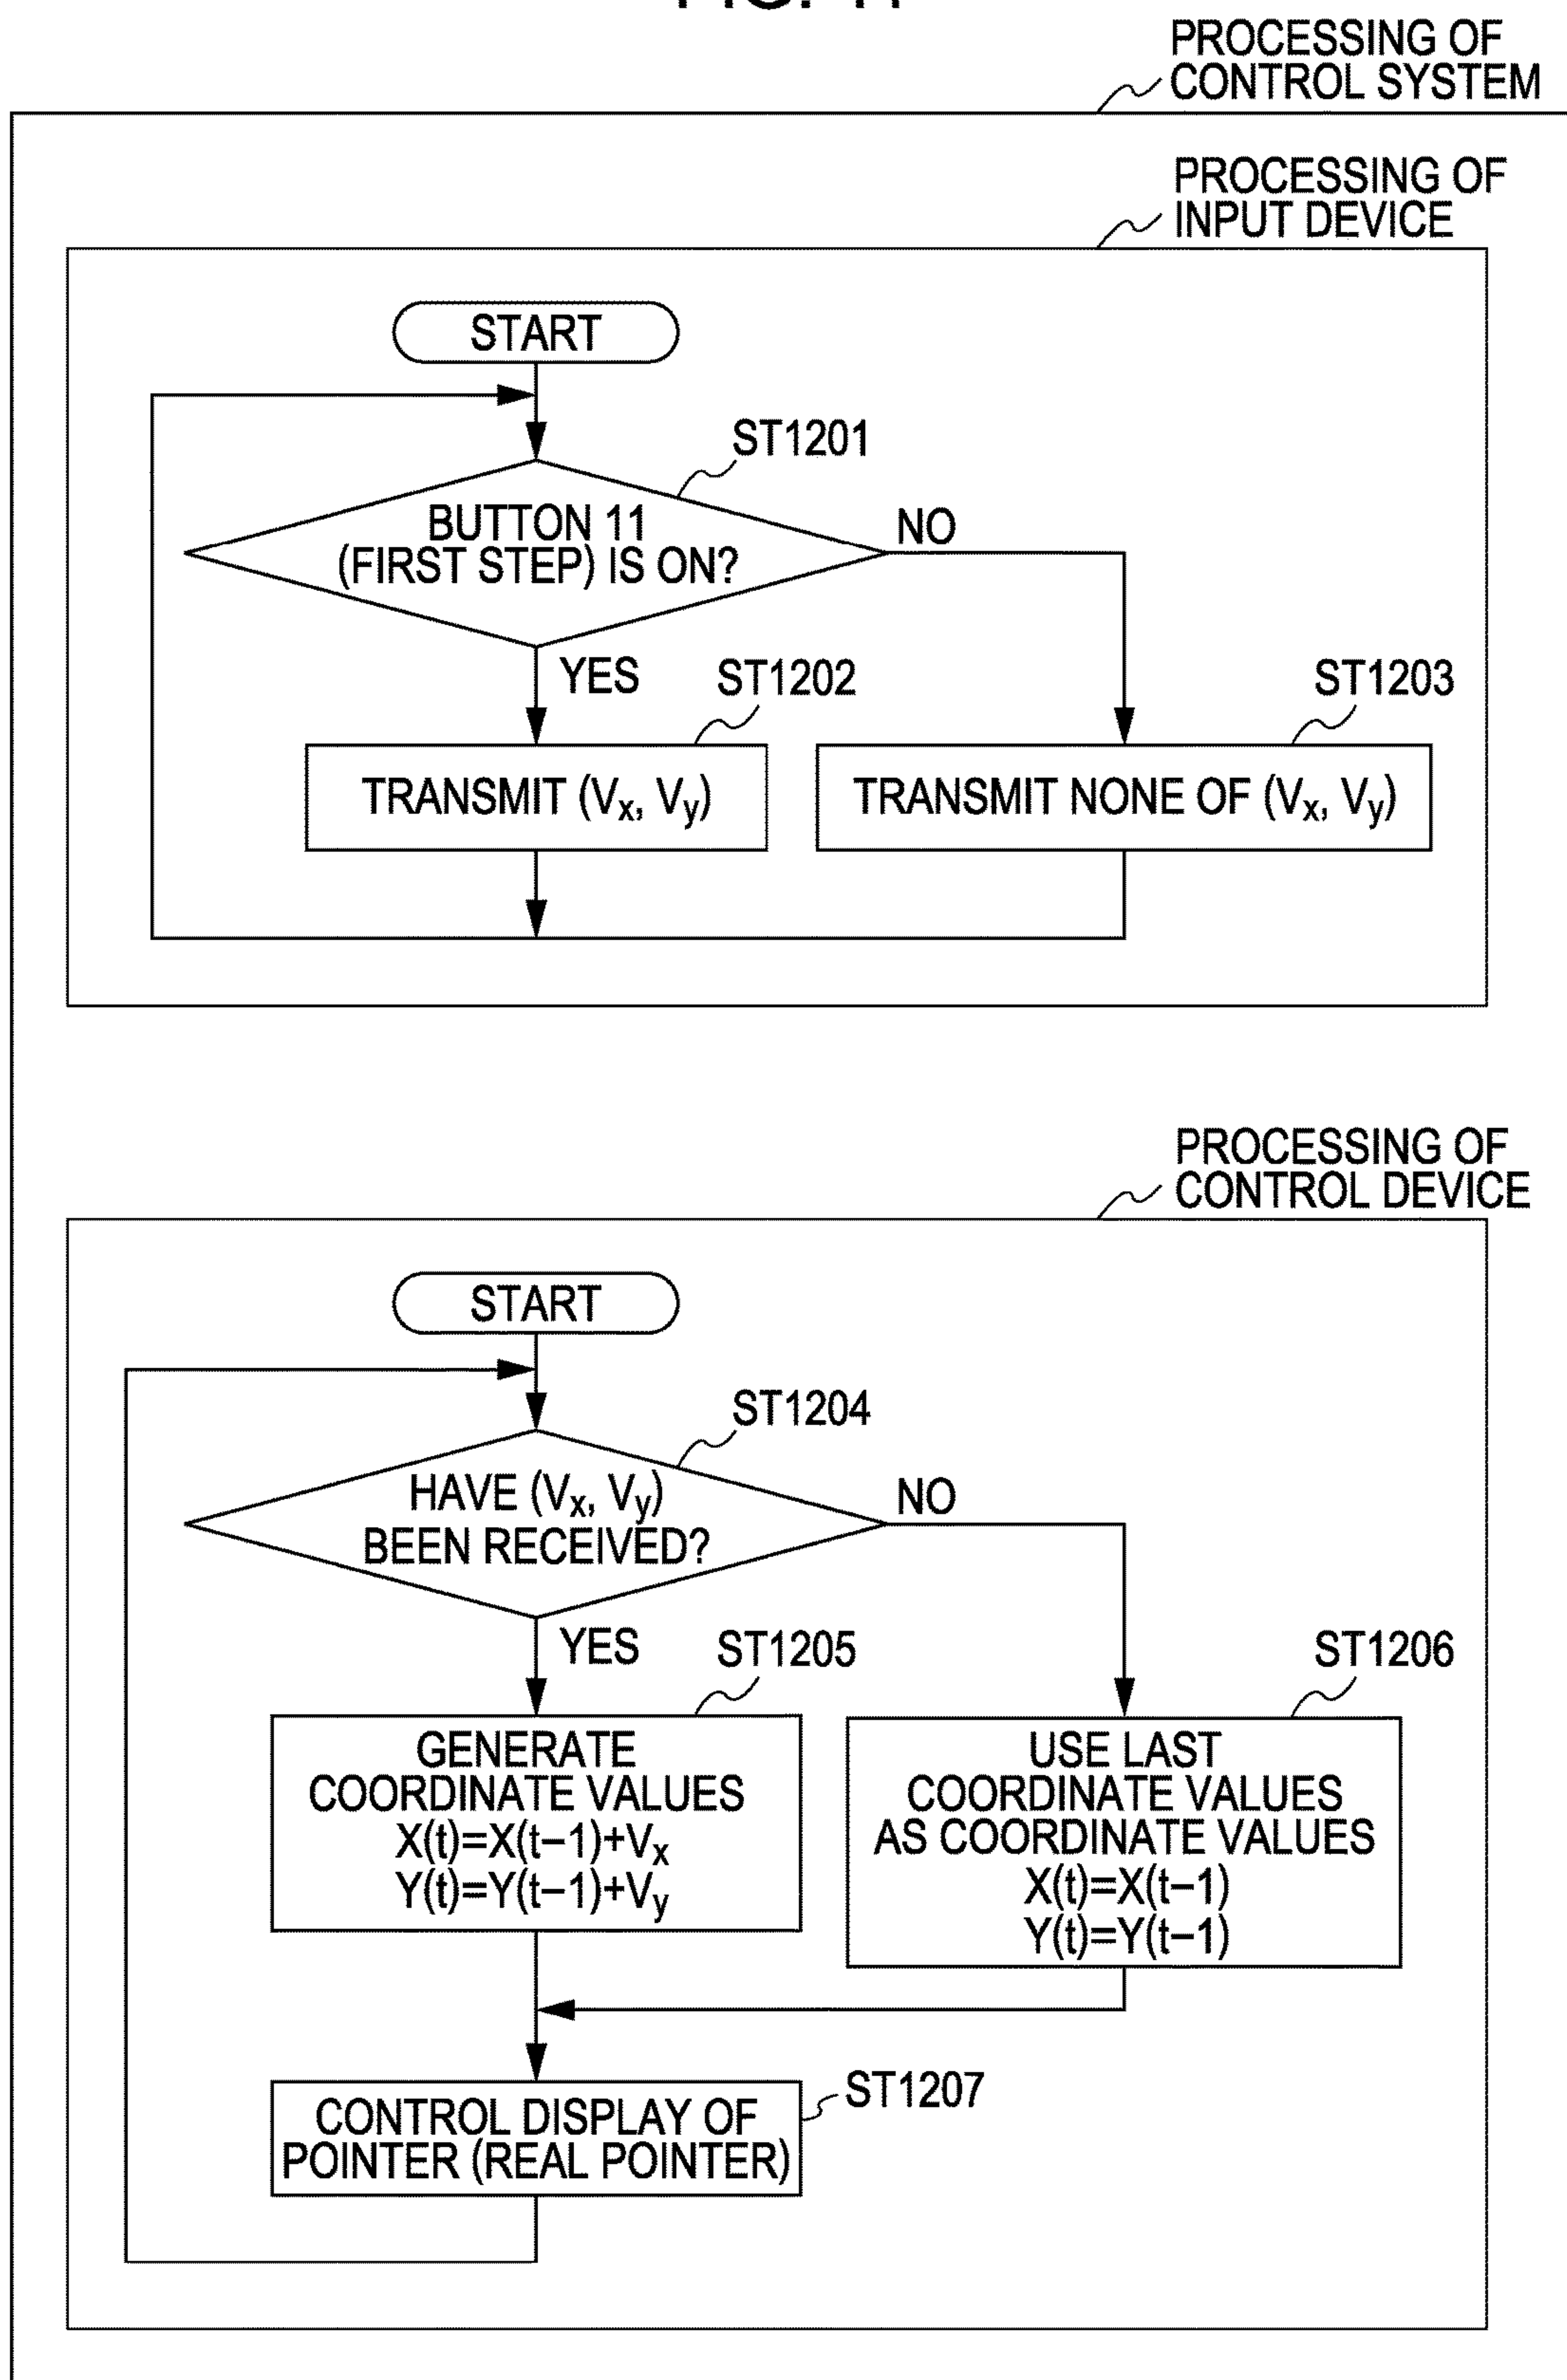 PROCESSING OF
CONTROL SYSTEM
PROCESSING OF
INPUT DEVICE
START
ST1201
BUTTON 11
(FIRST STEP) IS ON?
NO
YES
ST1202
ST1203
TRANSMIT (Vx, Vy)
TRANSMIT NONE OF (Vx, Vy)
PROCESSING OF
CONTROL DEVICE
START
ST1204
HAVE (Vx, Vy)
BEEN RECEIVED?
NO
YES
ST1205
ST1206
GENERATE
COORDINATE VALUES
X(t)=X(t−1)+Vx
Y(t)=Y(t−1)+Vy
USE LAST
COORDINATE VALUES
AS COORDINATE VALUES
X(t)=X(t−1)
Y(t)=Y(t−1)
ST1207
CONTROL DISPLAY OF
POINTER (REAL POINTER)